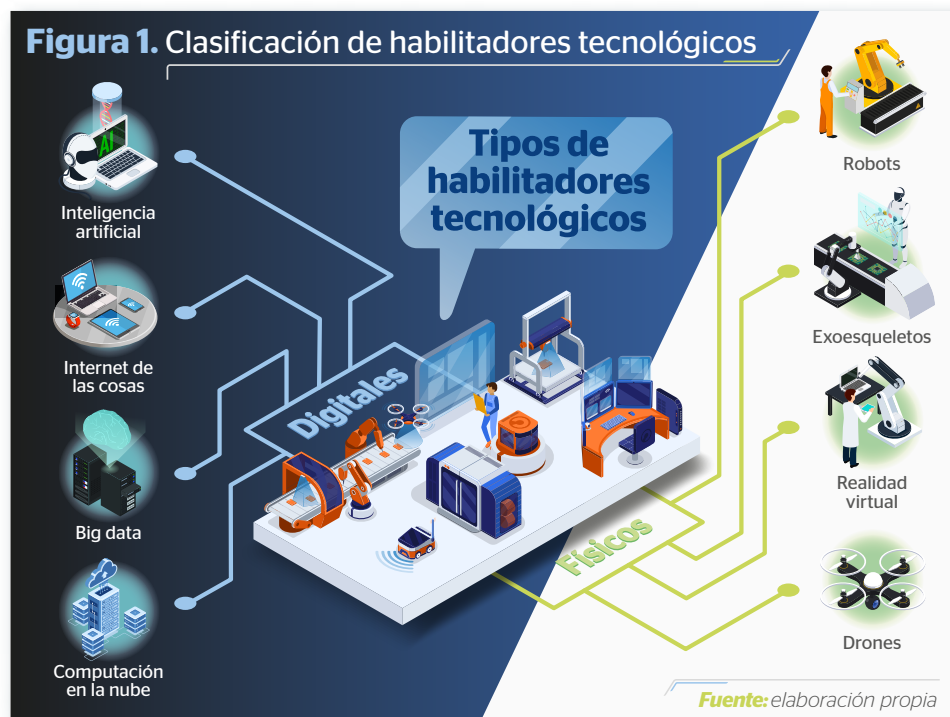 Figura 1. Clasificación de habilitadores tecnológicos
Tipos de
habilitadores
tecnológicos
Digitales
AI
Inteligencia
artificial
Internet de
las cosas
Big data
Computación
en la nube
Físicos
Robots
Exoesqueletos
Realidad
virtual
Drones
Fuente: elaboración propia